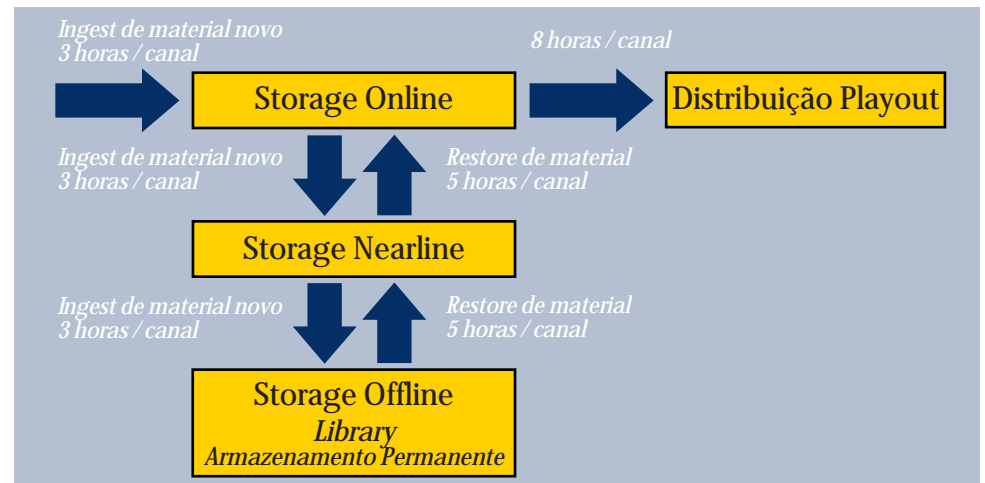 Ingest de material novo
3 horas / canal
8 horas / canal
Storage Online
Distribuição Playout
Ingest de material novo
3 horas / canal
Restore de material
5 horas / canal
Storage Nearline
Ingest de material novo
3 horas / canal
Restore de material
5 horas / canal
Storage Offline
Library
Armazenamento Permanente